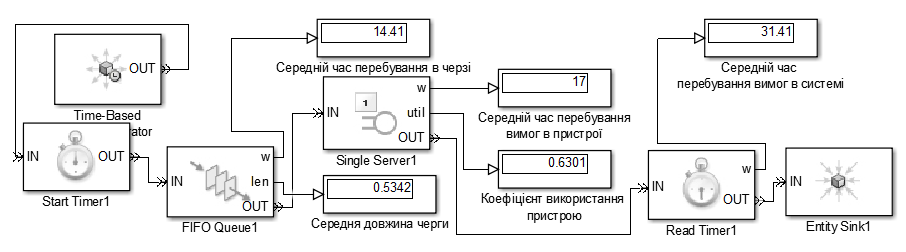 14.41
Середній час перебування в черзі
31.41
Середній час
перебування вимог в системі
OUT
Time-Based
rator
IN
OUT
Start Timer1
IN
w
len
OUT
FIFO Queue1
1
IN
w
util
OUT
Single Server1
17
Середній час перебування
вимог в пристрої
0.6301
Коефіцієнт використання
пристрою
0.5342
Середня довжина черги
IN
w
OUT
Read Timer1
IN
Entity Sink1